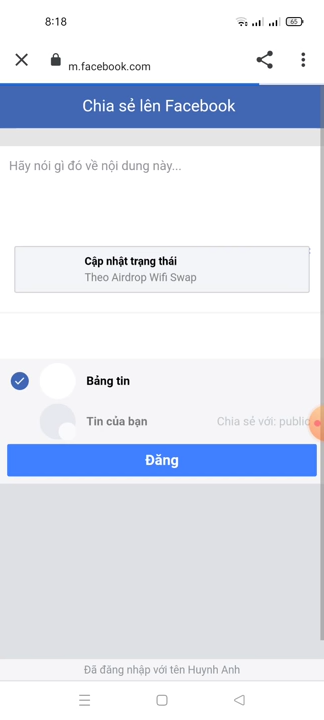 8:18
65
m.facebook.com
Chia sẻ lên Facebook
Hãy nói gì đó về nội dung này...
Cập nhật trạng thái
Theo Airdrop Wifi Swap
Bảng tin
Tin của bạn
Chia sẻ với: public
Đăng
Đã đăng nhập với tên Huynh Anh